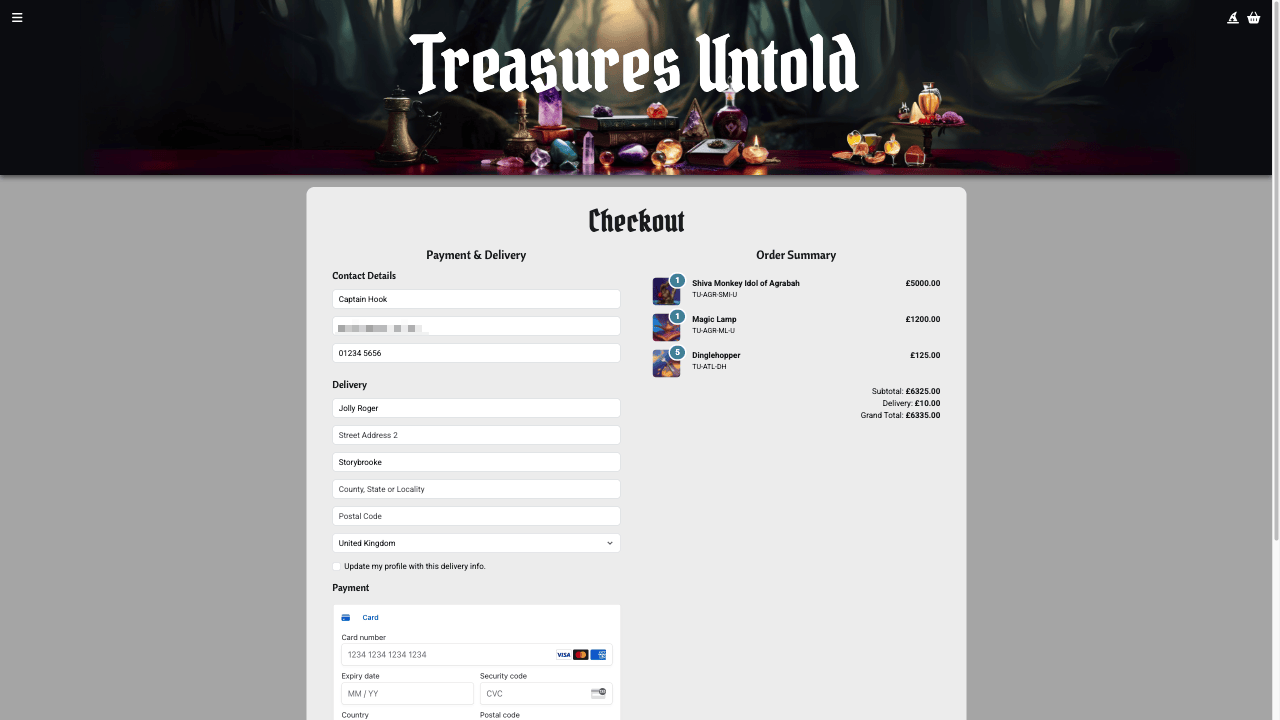 Treasures Untold
Checkout
Payment & Delivery
Contact Details
Captain Hook
01234 5656
Delivery
Jolly Roger
Street Address 2
Storybrooke
County, State or Locality
Postal Code
United Kingdom
Update my profile with this delivery info.
Payment
Card
Card number
1234 1234 1234 1234
VISA
Expiry date
Security code
MM / YY
CVC
Country
Postal code
Order Summary
1
Shiva Monkey Idol of Agrabah
£5000.00
TU-AGR-SMI-U
1
Magic Lamp
£1200.00
TU-AGR-ML-U
5
Dinglehopper
£125.00
TU-ATL-DH
Subtotal: £6325.00
Delivery: £10.00
Grand Total: £6335.00